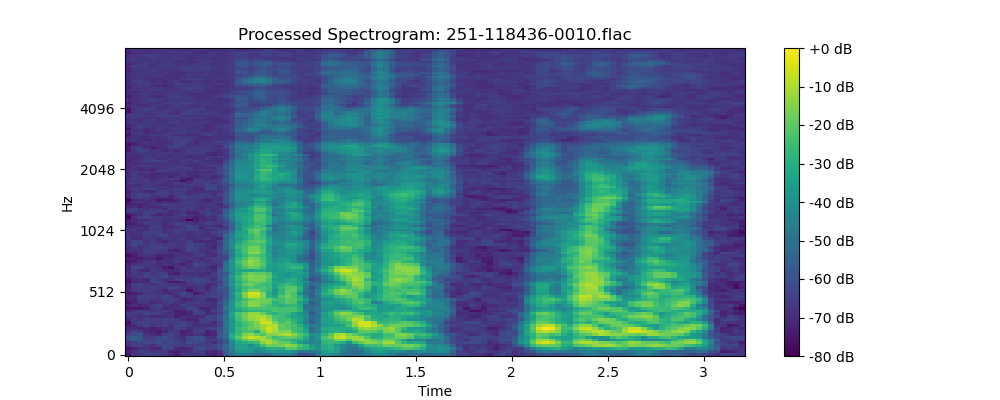 Processed Spectrogram: 251-118436-0010.flac
Hz
4096
2048
1024
512
0
0 0.5 1 1.5 2 2.5 3
Time
+0 dB
-10 dB
-20 dB
-30 dB
-40 dB
-50 dB
-60 dB
-70 dB
-80 dB